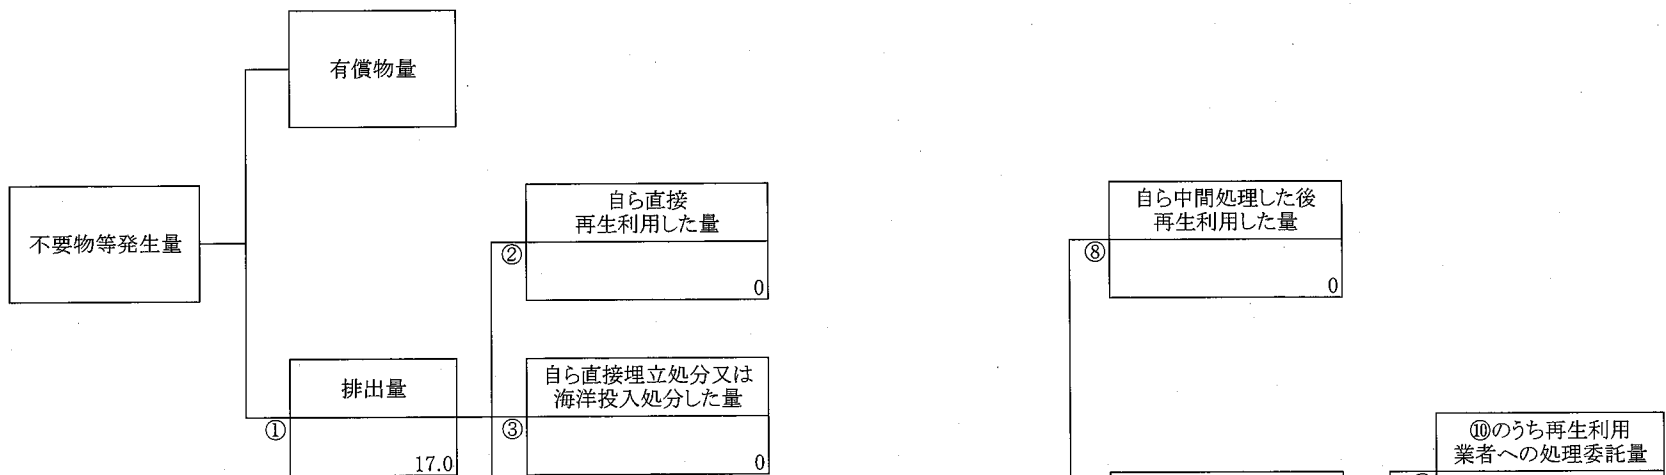 有償物量
不要物等発生量
自ら直接
再生利用した量
②
0
自ら中間処理した後
再生利用した量
⑧
0
排出量
①
17.0
自ら直接埋立処分又は
海洋投入処分した量
③
0
⑩のうち再生利用
業者への処理委託量